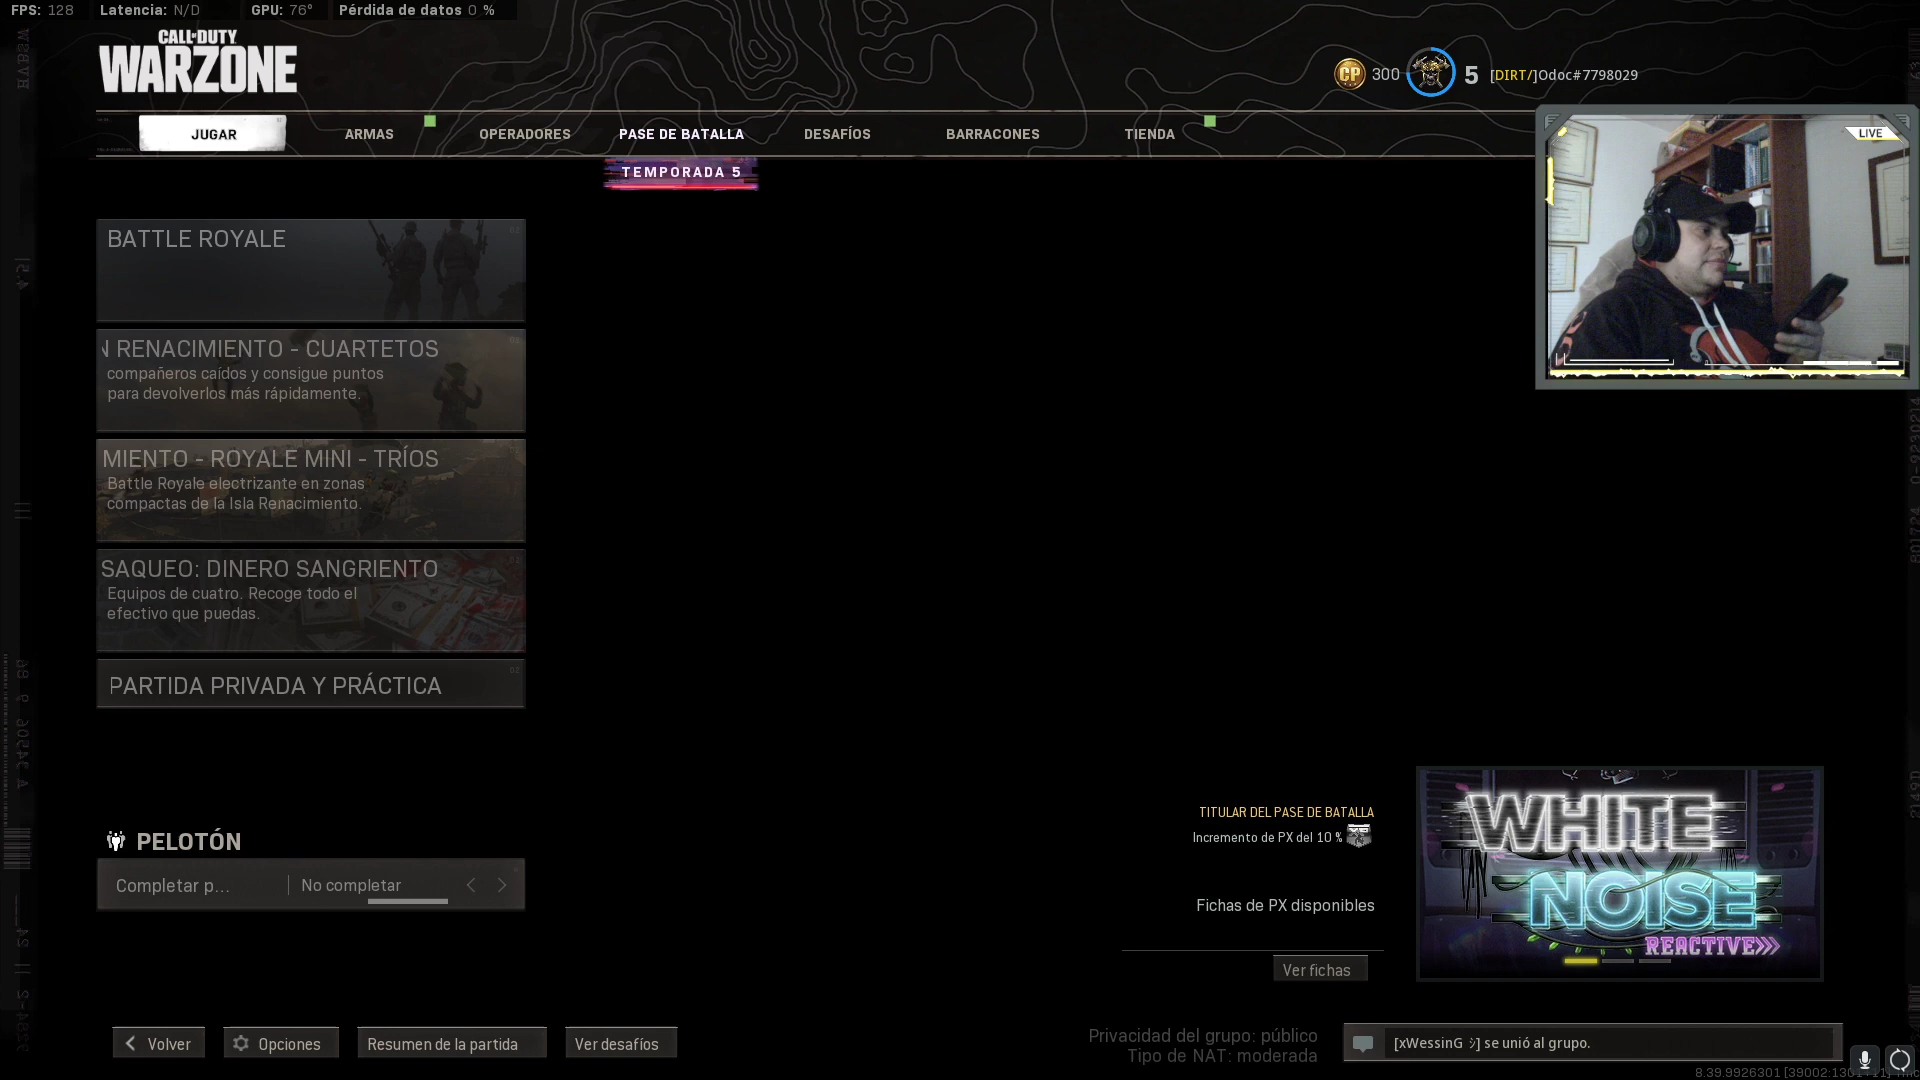 FPS: 128 Latencia: N/D GPU: 76° Pérdida de datos 0 %
CALL OF DUTY
WARZONE
CP 300 5 [DIRT/]Odoc#7798029
JUGAR ARMAS OPERADORES PASE DE BATALLA DESAFÍOS BARRACONES TIENDA
TEMPORADA 5
LIVE
BATTLE ROYALE
N RENACIMIENTO - CUARTETOS
compañeros caídos y consigue puntos
para devolverlos más rápidamente.
MIENTO - ROYALE MINI - TRÍOS
Battle Royale electrizante en zonas
compactas de la Isla Renacimiento.
SAQUEO: DINERO SANGRIENTO
Equipos de cuatro. Recoge todo el
efectivo que puedas.
PARTIDA PRIVADA Y PRÁCTICA
PELOTÓN
Completar p... No completar
TITULAR DEL PASE DE BATALLA
Incremento de PX del 10 %
Fichas de PX disponibles
Ver fichas
WHITE
NOISE
REACTIVE>>>
Volver Opciones Resumen de la partida Ver desafíos
Privacidad del grupo: público
Tipo de NAT: moderada
[xWessinG ツ] se unió al grupo.